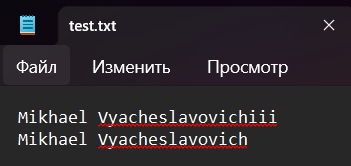 test.txt
Файл Изменить Просмотр
Mikhael Vyacheslavovichiii
Mikhael Vyacheslavovich